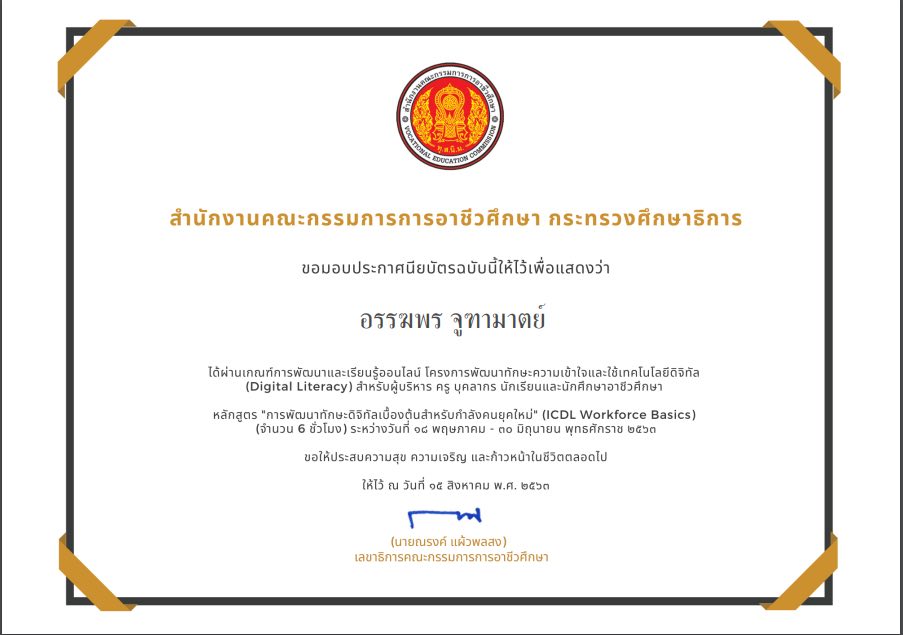 สำนักงานคณะกรรมการการอาชีวศึกษา
VOCATIONAL EDUCATION COMMISSION
ทุ.ส.นิ.ม.
สำนักงานคณะกรรมการการอาชีวศึกษา กระทรวงศึกษาธิการ
ขอมอบประกาศนียบัตรฉบับนี้ให้ไว้เพื่อแสดงว่า
อรรฆพร จูฑามาตย์
ได้ผ่านเกณฑ์การพัฒนาและเรียนรู้ออนไลน์ โครงการพัฒนาทักษะความเข้าใจและใช้เทคโนโลยีดิจิทัล
(Digital Literacy) สำหรับผู้บริหาร ครู บุคลากร นักเรียนและนักศึกษาอาชีวศึกษา
หลักสูตร "การพัฒนาทักษะดิจิทัลเบื้องต้นสำหรับกำลังคนยุคใหม่" (ICDL Workforce Basics)
(จำนวน 6 ชั่วโมง) ระหว่างวันที่ ๑๘ พฤษภาคม - ๓๐ มิถุนายน พุทธศักราช ๒๕๖๓
ขอให้ประสบความสุข ความเจริญ และก้าวหน้าในชีวิตตลอดไป
ให้ไว้ ณ วันที่ ๑๕ สิงหาคม พ.ศ. ๒๕๖๓
(นายณรงค์ แผ้วพลสง)
เลขาธิการคณะกรรมการการอาชีวศึกษา